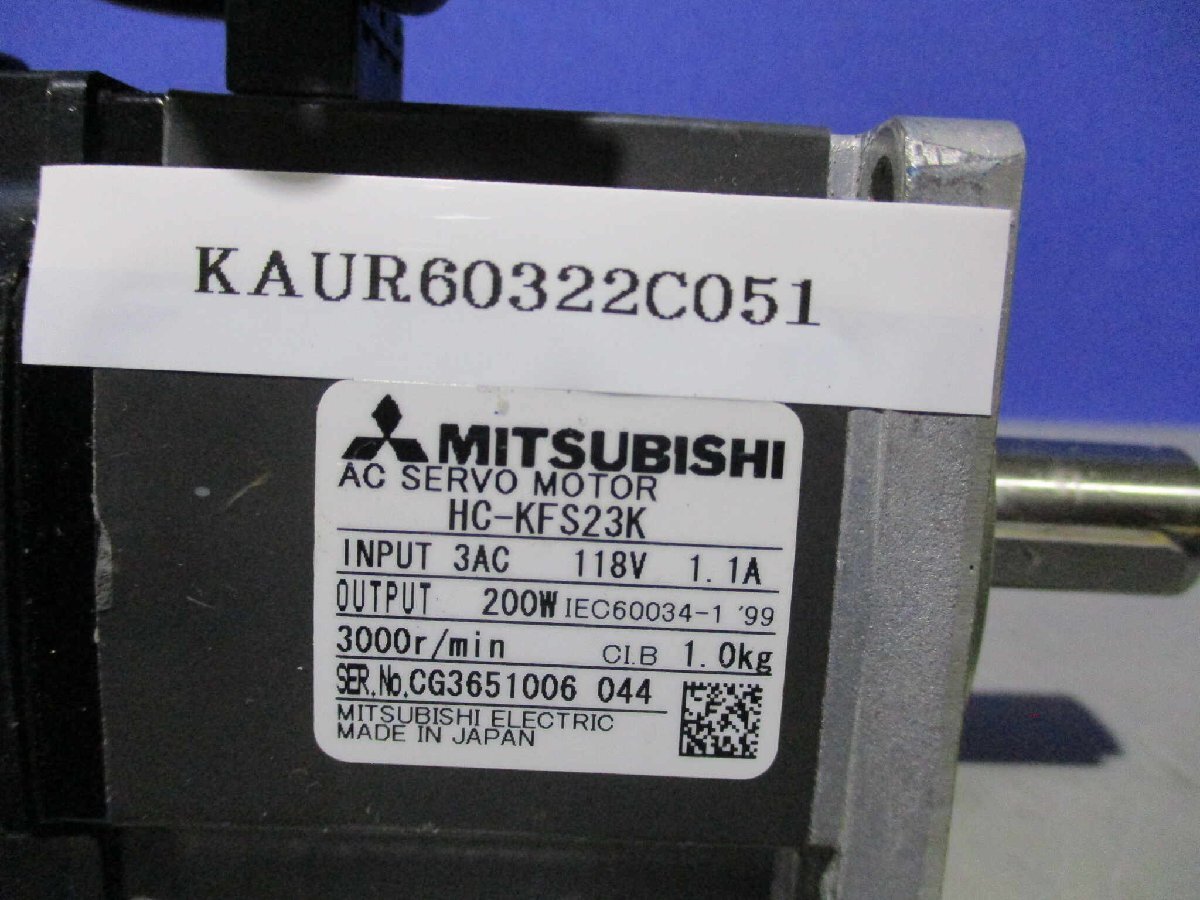 KAUR60322C051
MITSUBISHI
AC SERVO MOTOR
HC-KFS23K
INPUT 3AC 118V 1.1A
OUTPUT 200W IEC60034-1 '99
3000r/min CI.B 1.0kg
SER.No.CG3651006 044
MITSUBISHI ELECTRIC
MADE IN JAPAN